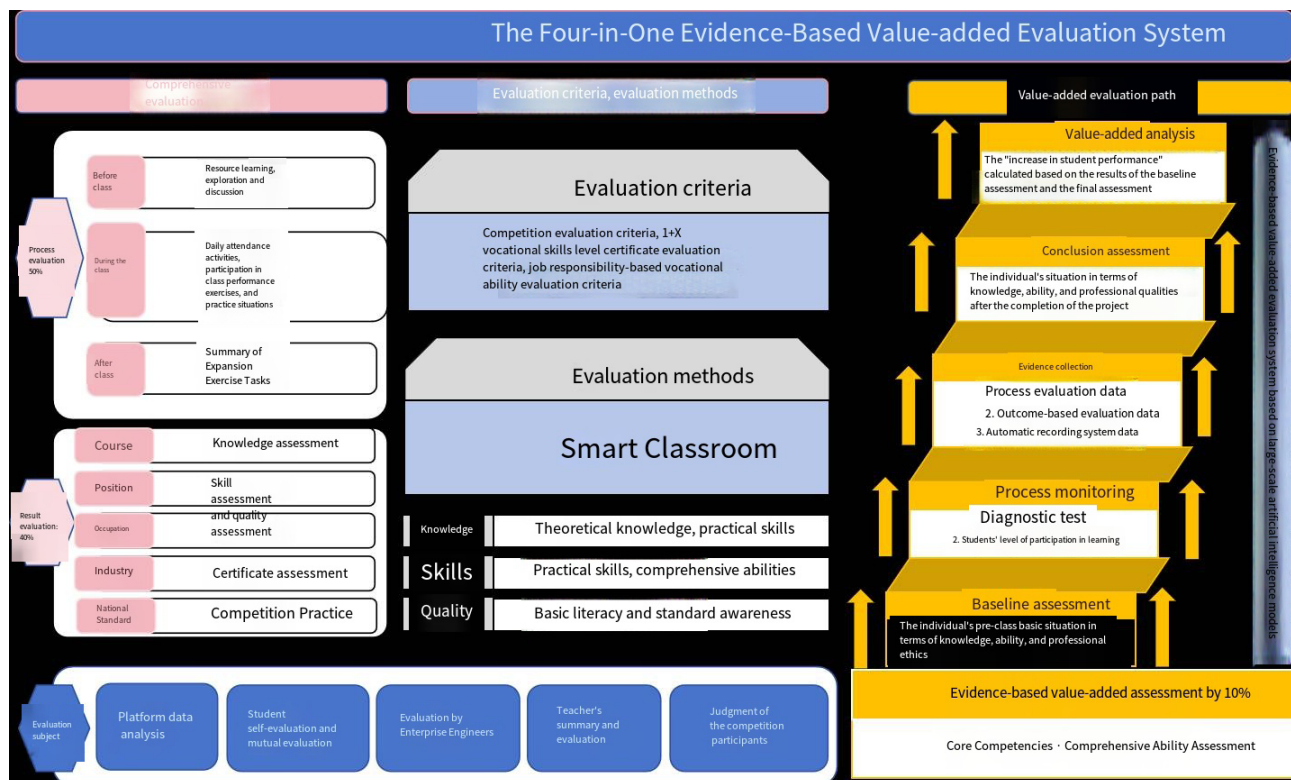 The Four-in-One Evidence-Based Value-added Evaluation System
Comprehensive
evaluation
Process
evaluation
50%
Before
class
Resource learning,
exploration and
discussion
During the
class
Daily attendance
activities,
participation in
class performance
exercises, and
practice situations
After
class
Summary of
Expansion
Exercise Tasks
Result
evaluation:
40%
Course
Knowledge assessment
Position
Skill
assessment
and quality
assessment
Occupation
Industry
Certificate assessment
National
Standard
Competition Practice
Evaluation criteria, evaluation methods
Evaluation criteria
Competition evaluation criteria, 1+X
vocational skills level certificate evaluation
criteria, job responsibility-based vocational
ability evaluation criteria
Evaluation methods
Smart Classroom
Knowledge
Theoretical knowledge, practical skills
Skills
Practical skills, comprehensive abilities
Quality
Basic literacy and standard awareness
Value-added evaluation path
Value-added analysis
The "increase in student performance"
calculated based on the results of the baseline
assessment and the final assessment
Conclusion assessment
The individual's situation in terms of
knowledge, ability, and professional qualities
after the completion of the project
Evidence collection
Process evaluation data
2. Outcome-based evaluation data
3. Automatic recording system data
Process monitoring
Diagnostic test
2. Students' level of participation in learning
Baseline assessment
The individual's pre-class basic situation in
terms of knowledge, ability, and professional
ethics
Evidence-based value-added evaluation system based on large-scale artificial intelligence models
Evaluation
subject
Platform data
analysis
Student
self-evaluation and
mutual evaluation
Evaluation by
Enterprise Engineers
Teacher's
summary and
evaluation
Judgment of
the competition
participants
Evidence-based value-added assessment by 10%
Core Competencies · Comprehensive Ability Assessment